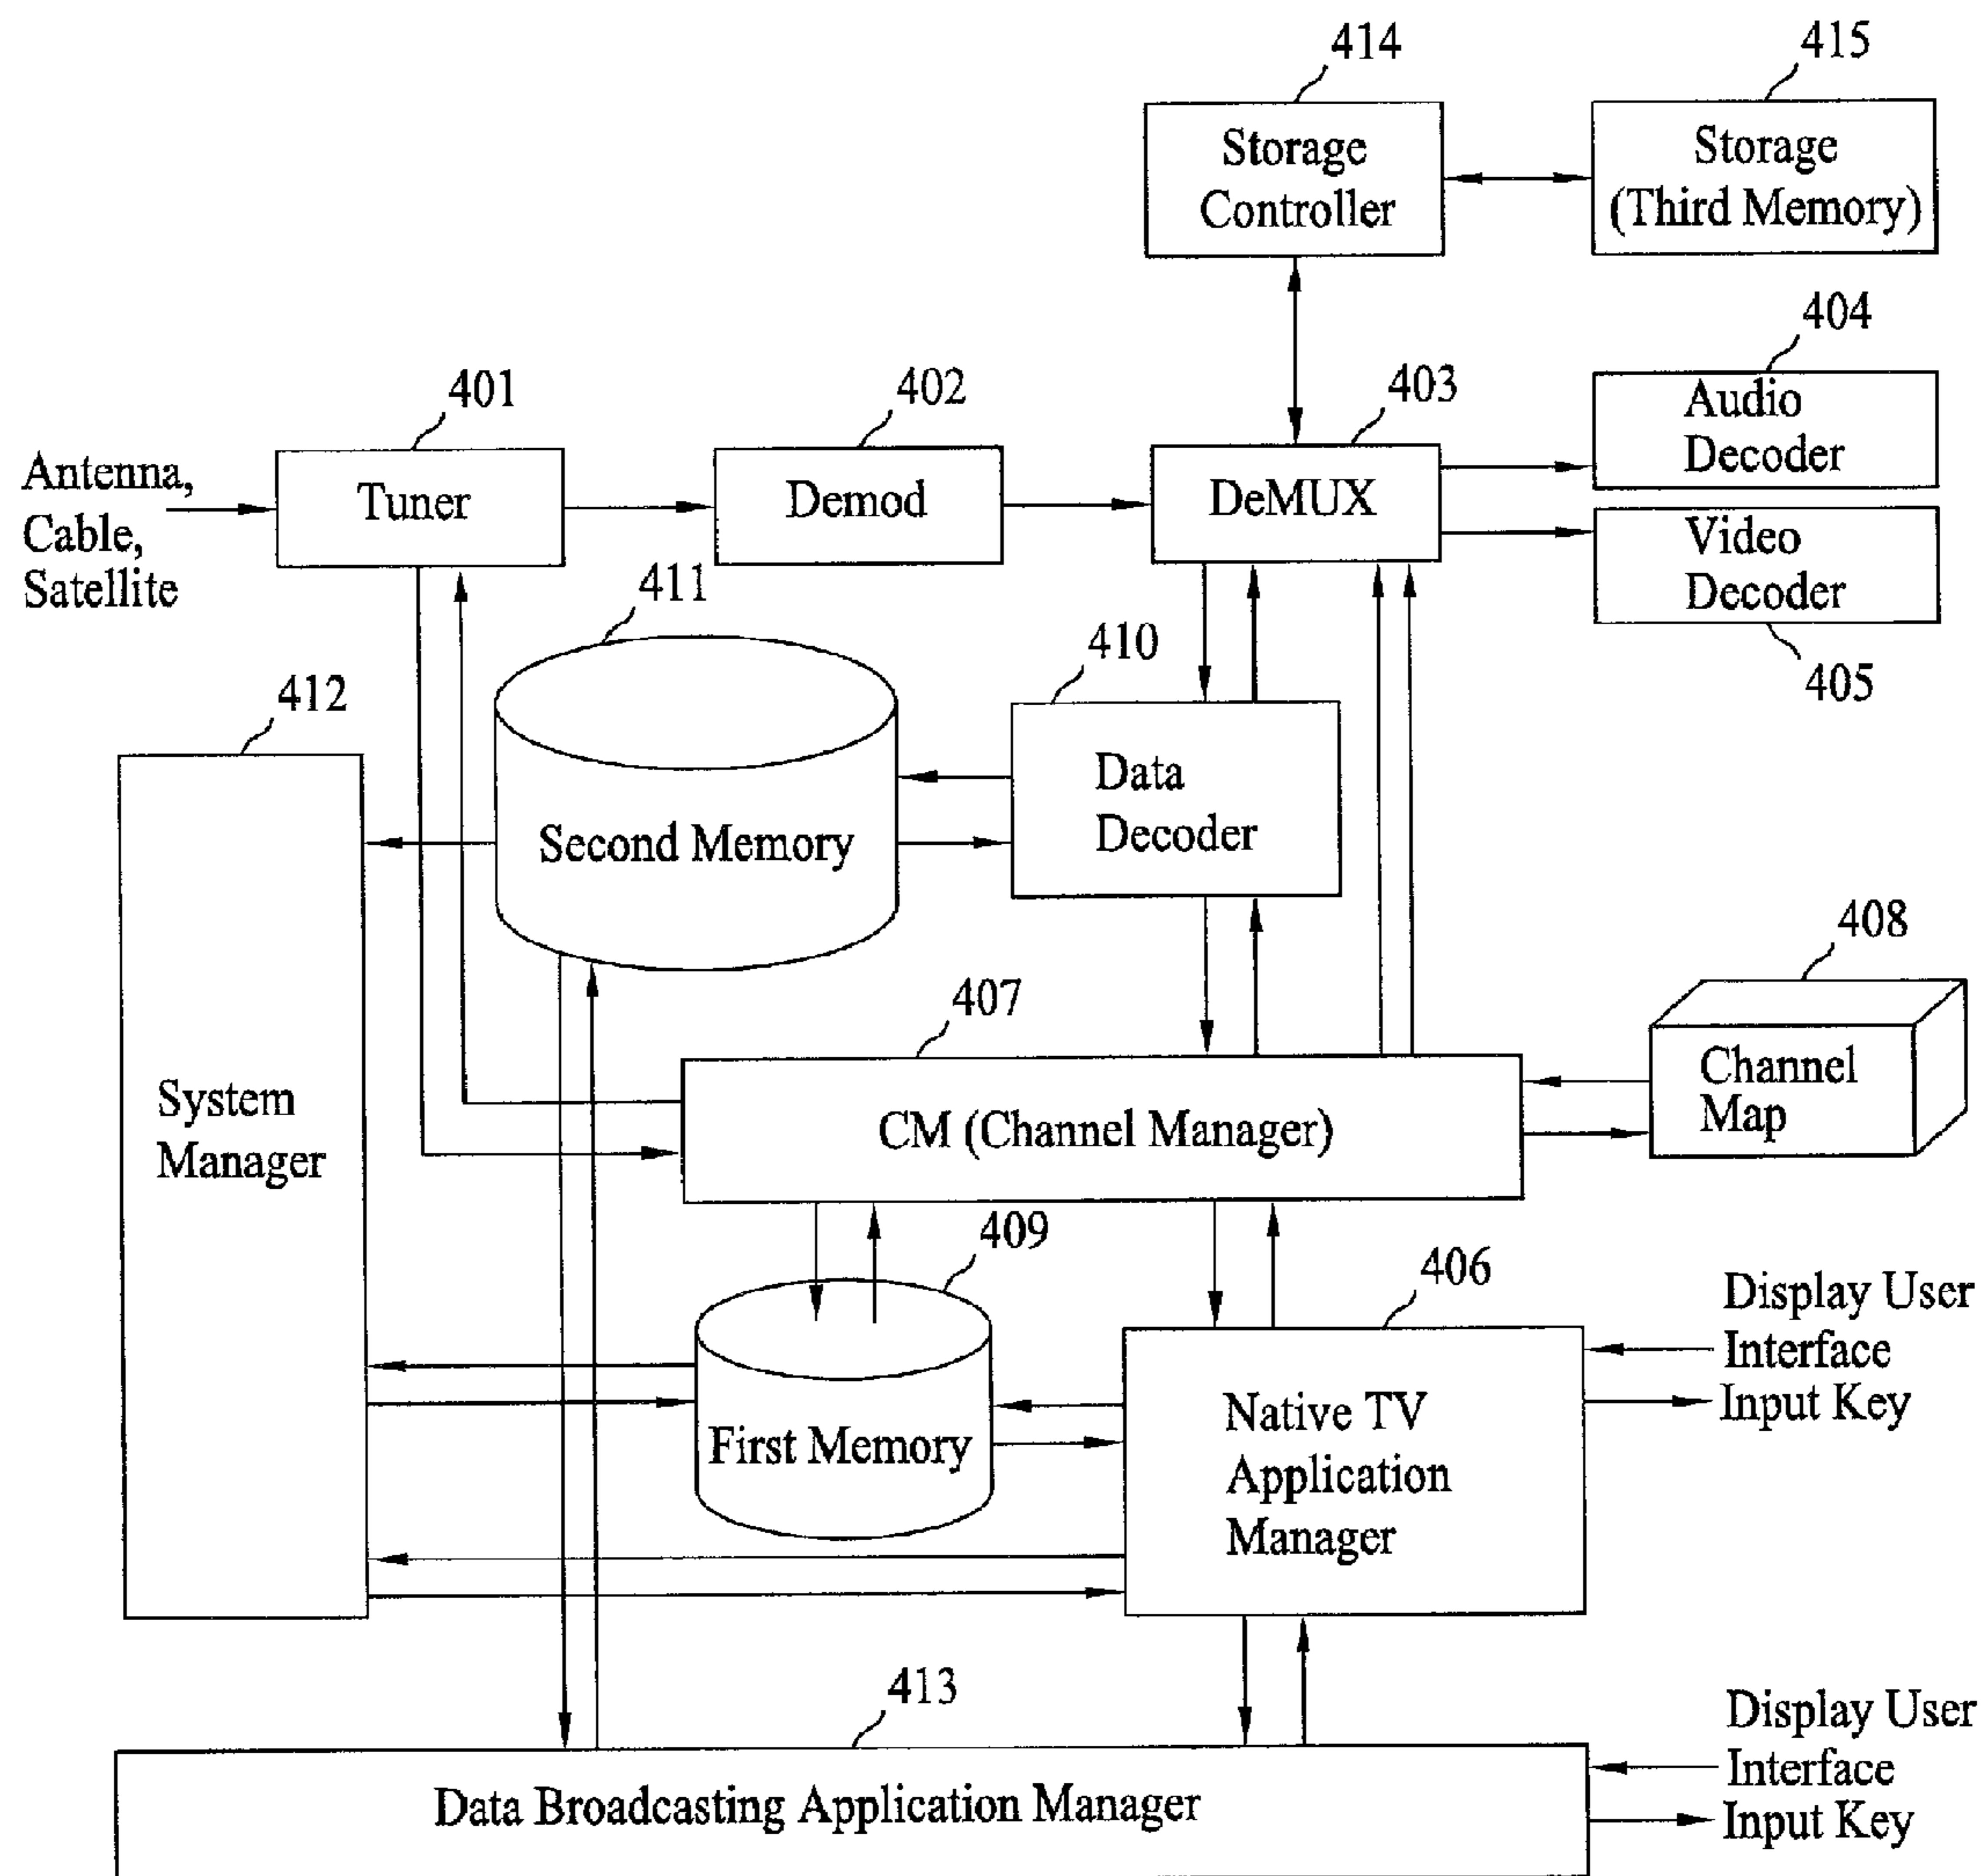 414
415
Storage
Controller
Storage
(Third Memory)
404
401
402
403
Audio
Decoder
Antenna,
Cable,
Satellite
Tuner
Demod
DeMUX
Video
Decoder
405
411
410
412
Data
Decoder
Second Memory
408
407
System
Manager
CM (Channel Manager)
Channel
Map
409
406
Display User
Interface
Input Key
First Memory
Native TV
Application
Manager
413
Display User
Interface
Input Key
Data Broadcasting Application Manager